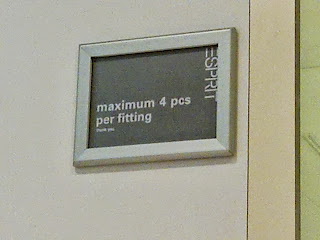 ESPRIT
maximum 4 pcs
per fitting
thank you